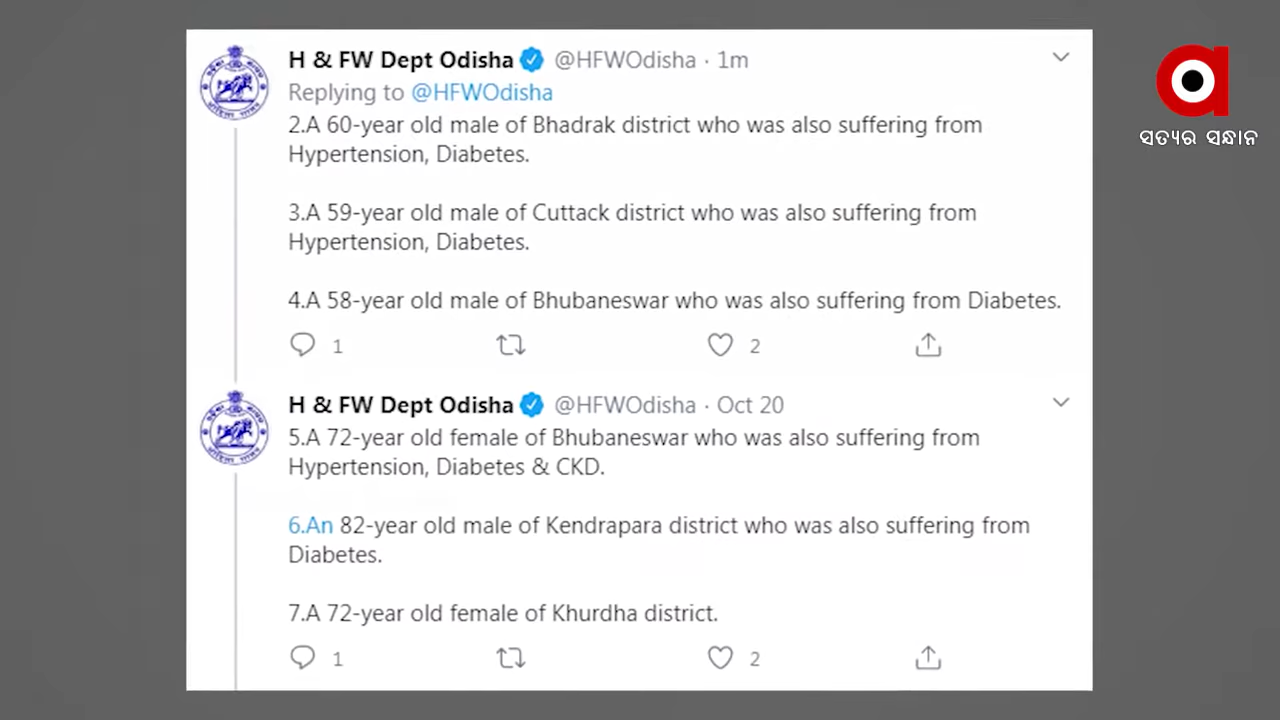 H & FW Dept Odisha @HFWOdisha · 1m
Replying to @HFWOdisha
2.A 60-year old male of Bhadrak district who was also suffering from
Hypertension, Diabetes.
3.A 59-year old male of Cuttack district who was also suffering from
Hypertension, Diabetes.
4.A 58-year old male of Bhubaneswar who was also suffering from Diabetes.
1 2
H & FW Dept Odisha @HFWOdisha · Oct 20
5.A 72-year old female of Bhubaneswar who was also suffering from
Hypertension, Diabetes & CKD.
6.An 82-year old male of Kendrapara district who was also suffering from
Diabetes.
7.A 72-year old female of Khurdha district.
1 2
a
ସତ୍ୟର ସନ୍ଧାନ